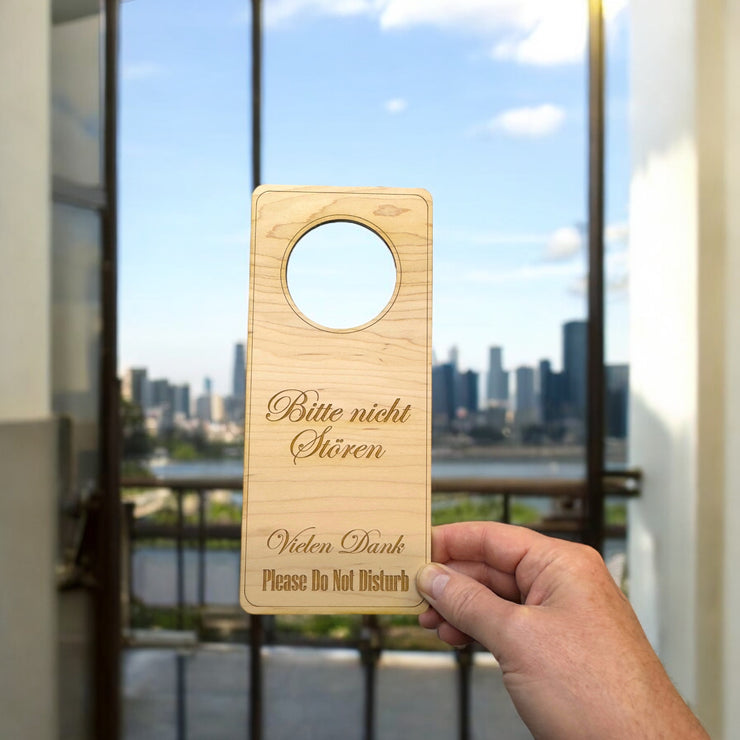 Bitte nicht
Stören
Vielen Dank
Please Do Not Disturb